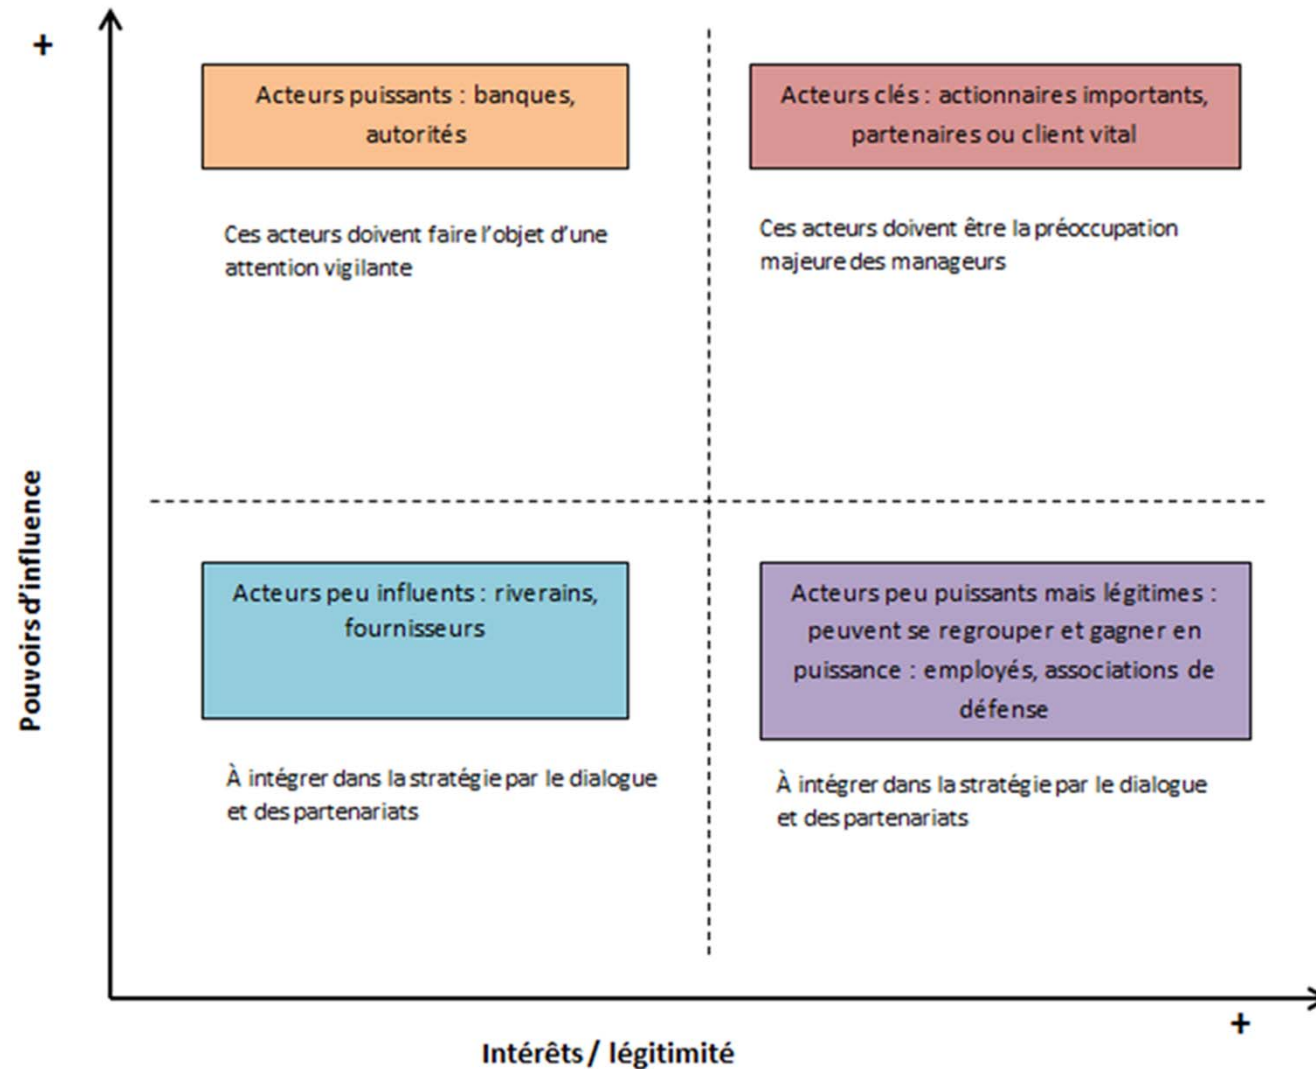 +
Acteurs puissants : banques,
autorités
Acteurs clés : actionnaires importants,
partenaires ou client vital
Ces acteurs doivent faire l’objet d’une
attention vigilante
Ces acteurs doivent être la préoccupation
majeure des manageurs
Pouvoirs d’influence
Acteurs peu influents : riverains,
fournisseurs
Acteurs peu puissants mais légitimes :
peuvent se regrouper et gagner en
puissance : employés, associations de
défense
À intégrer dans la stratégie par le dialogue
et des partenariats
À intégrer dans la stratégie par le dialogue
et des partenariats
+
Intérêts / légitimité